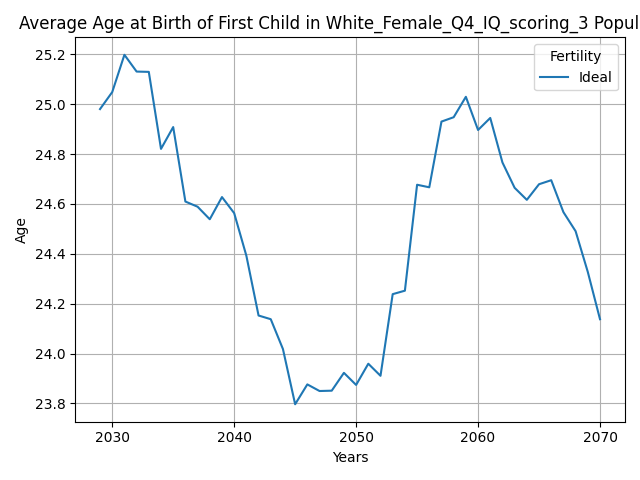 Average Age at Birth of First Child in White_Female_Q4_IQ_scoring_3 Popul
Fertility
Ideal
25.2
25.0
24.8
24.6
24.4
24.2
24.0
23.8
Age
2030 2040 2050 2060 2070
Years